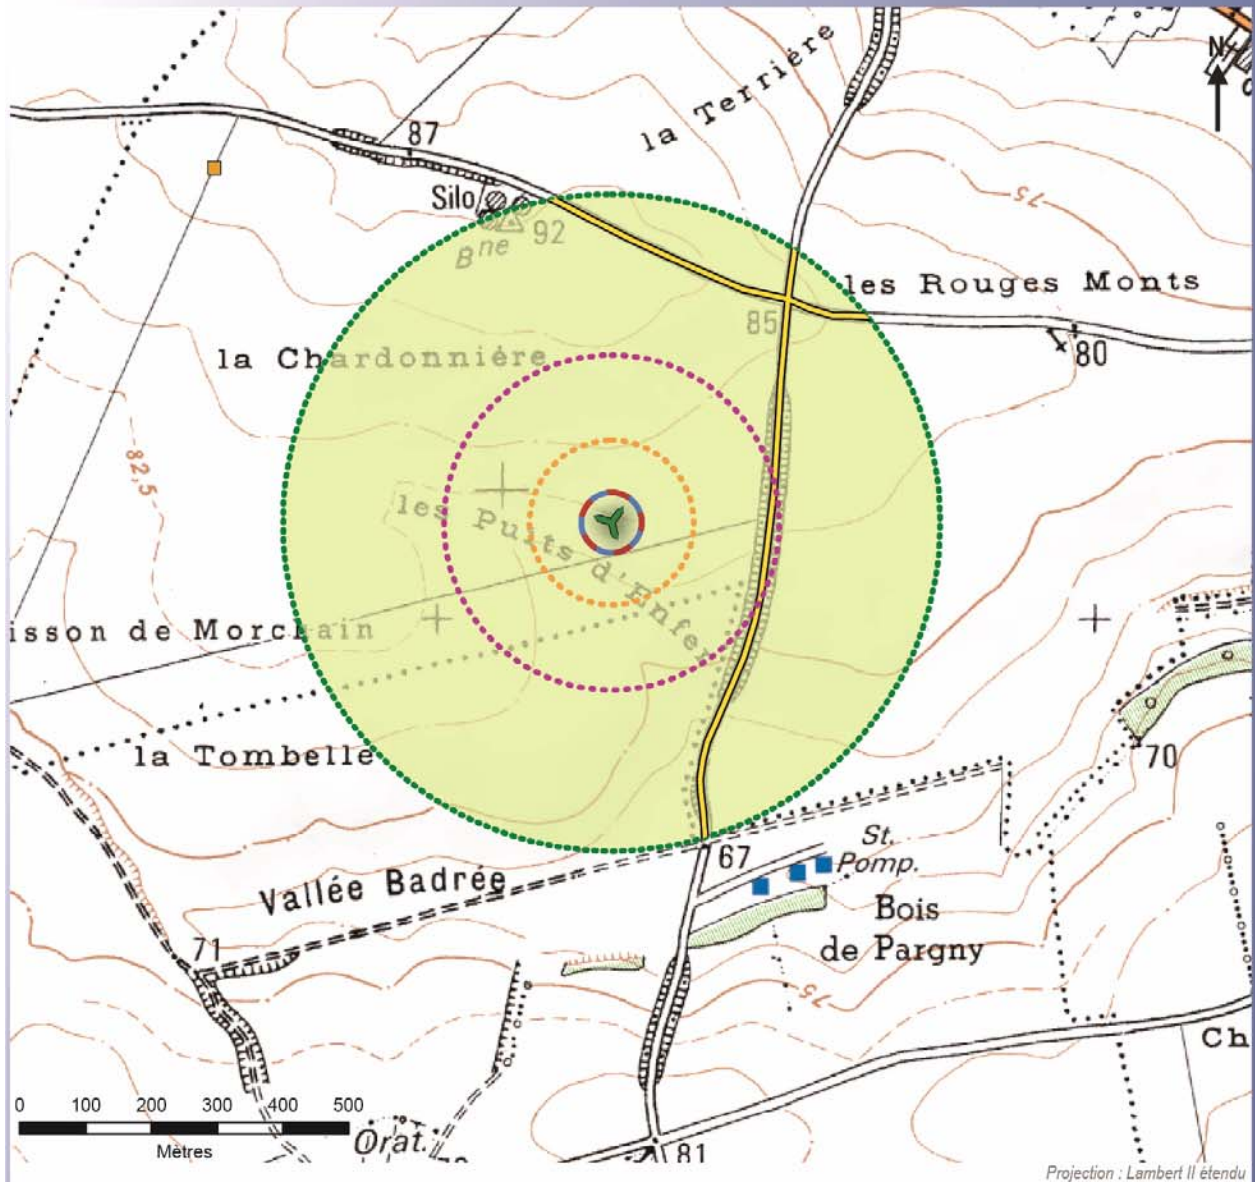 la Terrière
N
87
Silo
92
Bne
75
les Rouges Monts
85
80
la Chardonnière
82,5
les Puits d'Enfer
isson de Morchain
la Tombelle
70
67
St.
Pomp.
Vallée Badrée
Bois
de Pargny
71
75
Ch
0 100 200 300 400 500
Mètres
Orat.
81
Projection : Lambert II étendu